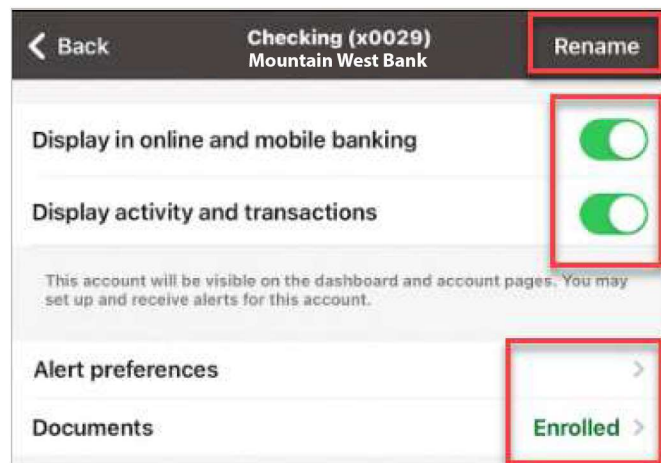 Back
Checking (x0029)
Mountain West Bank
Rename
Display in online and mobile banking
Display activity and transactions
This account will be visible on the dashboard and account pages. You may
set up and receive alerts for this account.
Alert preferences
Documents
Enrolled